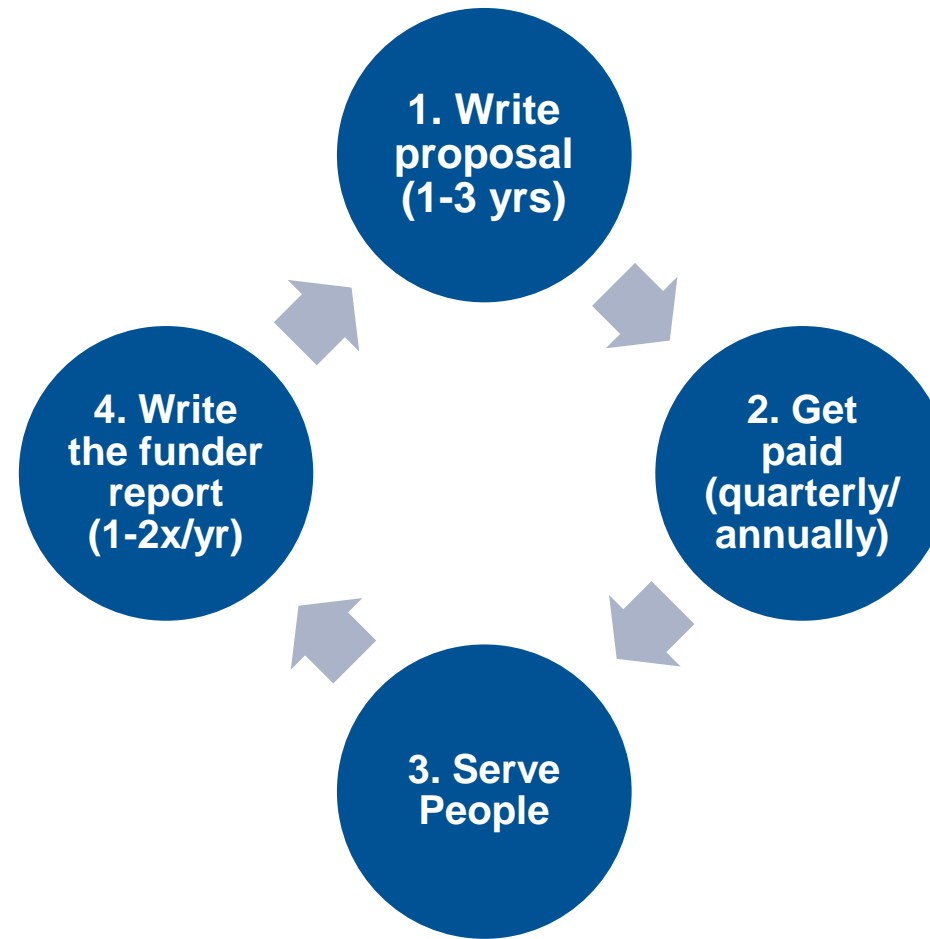 1. Write
proposal
(1-3 yrs)
2. Get
paid
(quarterly/
annually)
3. Serve
People
4. Write
the funder
report
(1-2x/yr)